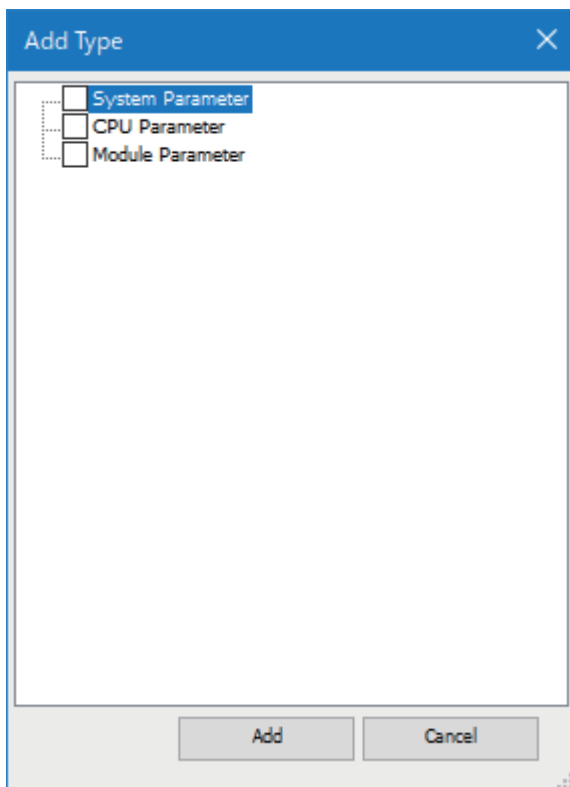 Add Type
System Parameter
CPU Parameter
Module Parameter
Add
Cancel